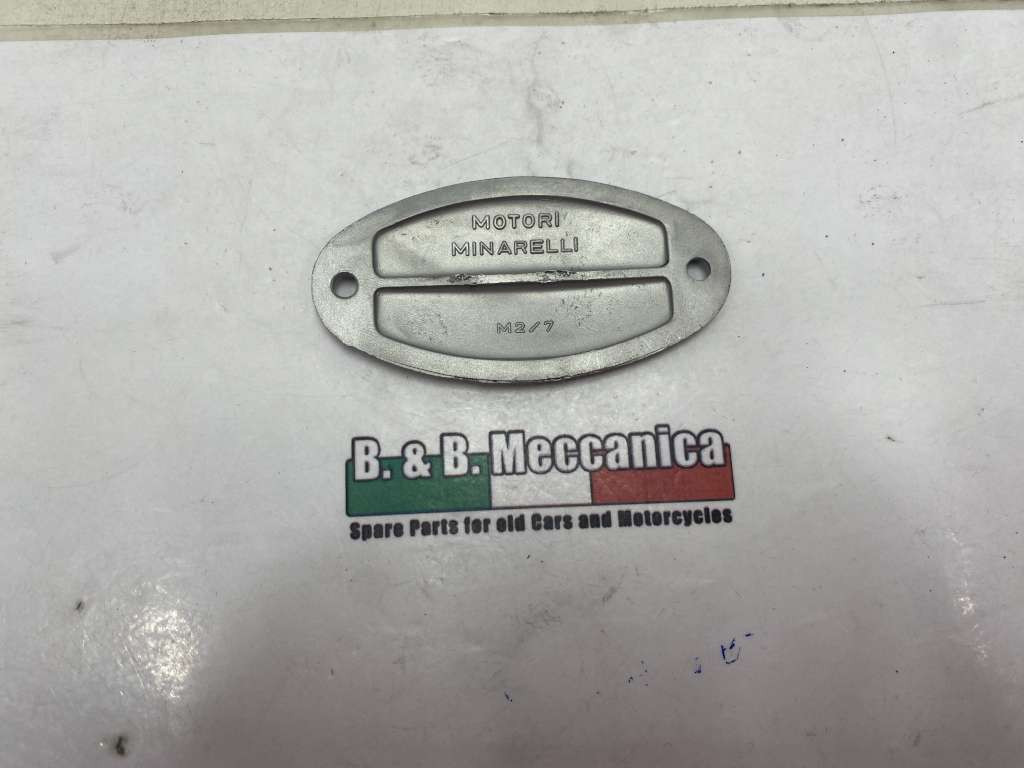 MOTORI
MINARELLI
M2/7
B. & B. Meccanica
Spare Parts for old Cars and Motorcycles